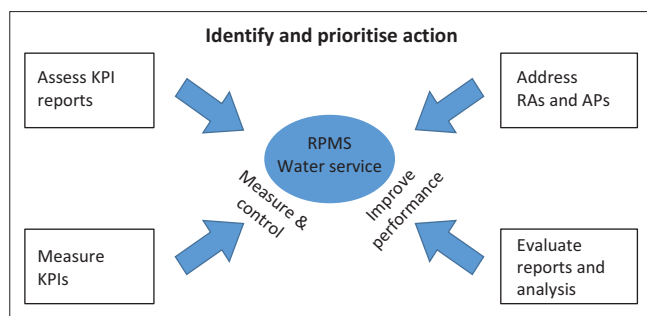 Identify and prioritise action
Assess KPI
reports
Address
RAs and APs
RPMS
Water service
Measure &
control
Improve
performance
Measure
KPIs
Evaluate
reports and
analysis